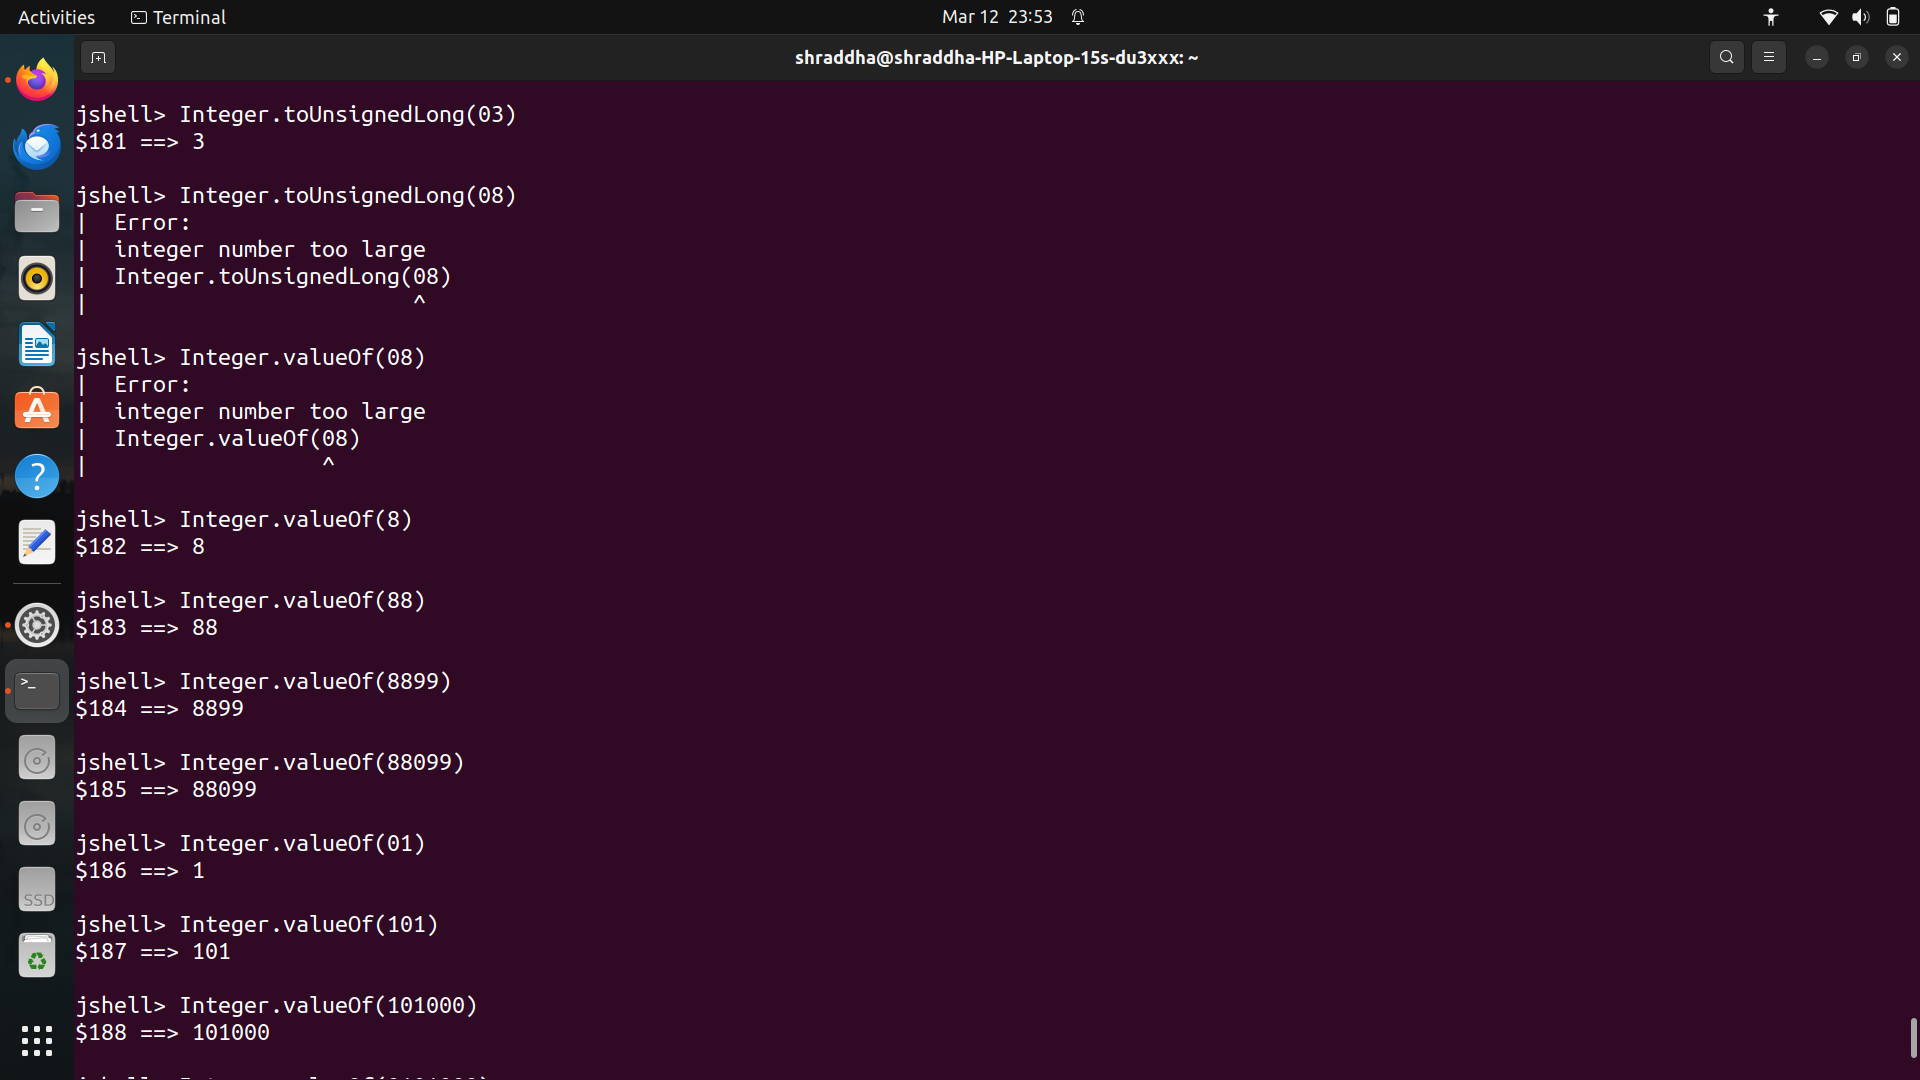 Activities
Terminal
Mar 12 23:53
shraddha@shraddha-HP-Laptop-15s-du3xxx: ~
jshell> Integer.toUnsignedLong(03)
$181 ==> 3
jshell> Integer.toUnsignedLong(08)
|  Error:
|  integer number too large
|  Integer.toUnsignedLong(08)
|                         ^
jshell> Integer.valueOf(08)
|  Error:
|  integer number too large
|  Integer.valueOf(08)
|                  ^
jshell> Integer.valueOf(8)
$182 ==> 8
jshell> Integer.valueOf(88)
$183 ==> 88
jshell> Integer.valueOf(8899)
$184 ==> 8899
jshell> Integer.valueOf(88099)
$185 ==> 88099
jshell> Integer.valueOf(01)
$186 ==> 1
jshell> Integer.valueOf(101)
$187 ==> 101
jshell> Integer.valueOf(101000)
$188 ==> 101000
SSD